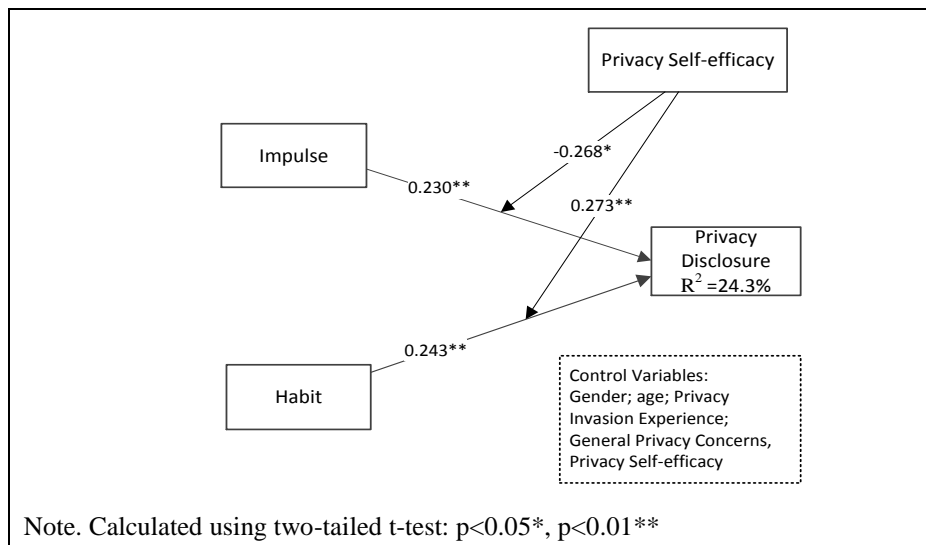 Privacy Self-efficacy
Impulse
-0.268*
0.230**
0.273**
Privacy
Disclosure
R² =24.3%
0.243**
Habit
Control Variables:
Gender; age; Privacy
Invasion Experience;
General Privacy Concerns,
Privacy Self-efficacy
Note. Calculated using two-tailed t-test: p<0.05*, p<0.01**